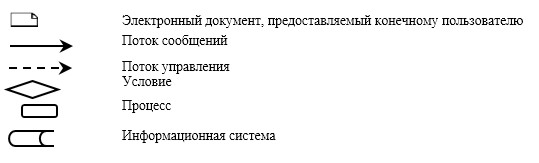 Электронный документ, предоставляемый конечному пользователю
Поток сообщений
Поток управления
Условие
Процесс
Информационная система